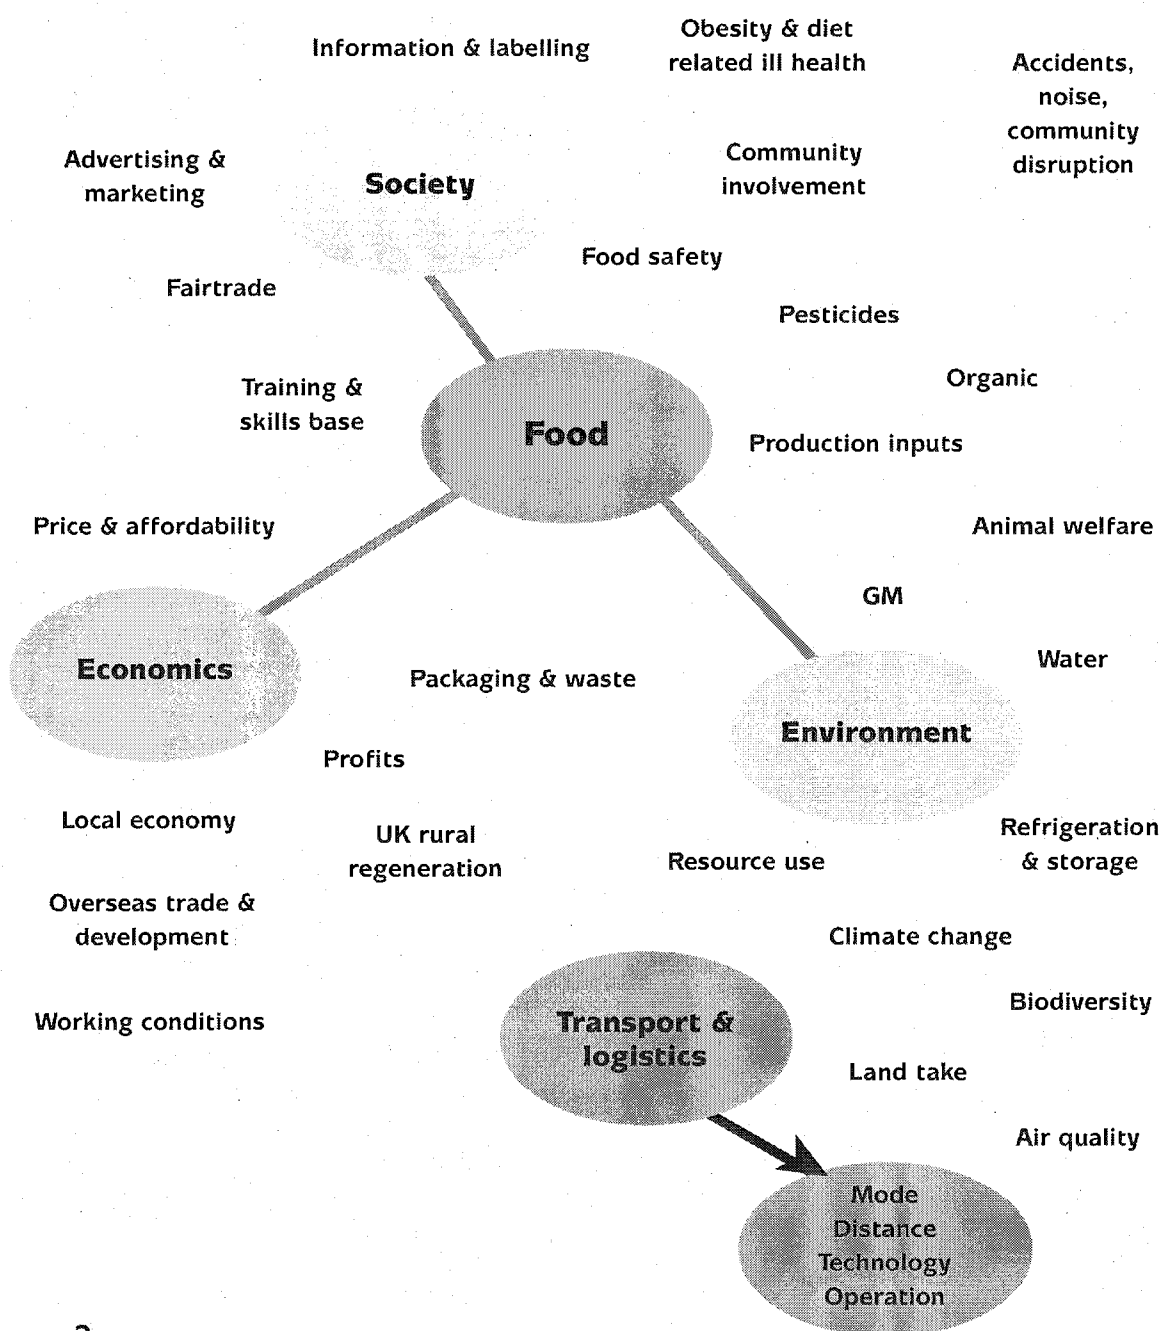 Information & labelling
Obesity & diet
related ill health
Accidents,
noise,
community
disruption
Advertising &
marketing
Society
Community
involvement
Food safety
Fairtrade
Pesticides
Training &
skills base
Organic
Food
Production inputs
Price & affordability
Animal welfare
GM
Economics
Packaging & waste
Water
Environment
Profits
Local economy
UK rural
regeneration
Resource use
Refrigeration
& storage
Overseas trade &
development
Climate change
Working conditions
Transport &
logistics
Biodiversity
Land take
Air quality
Mode
Distance
Technology
Operation